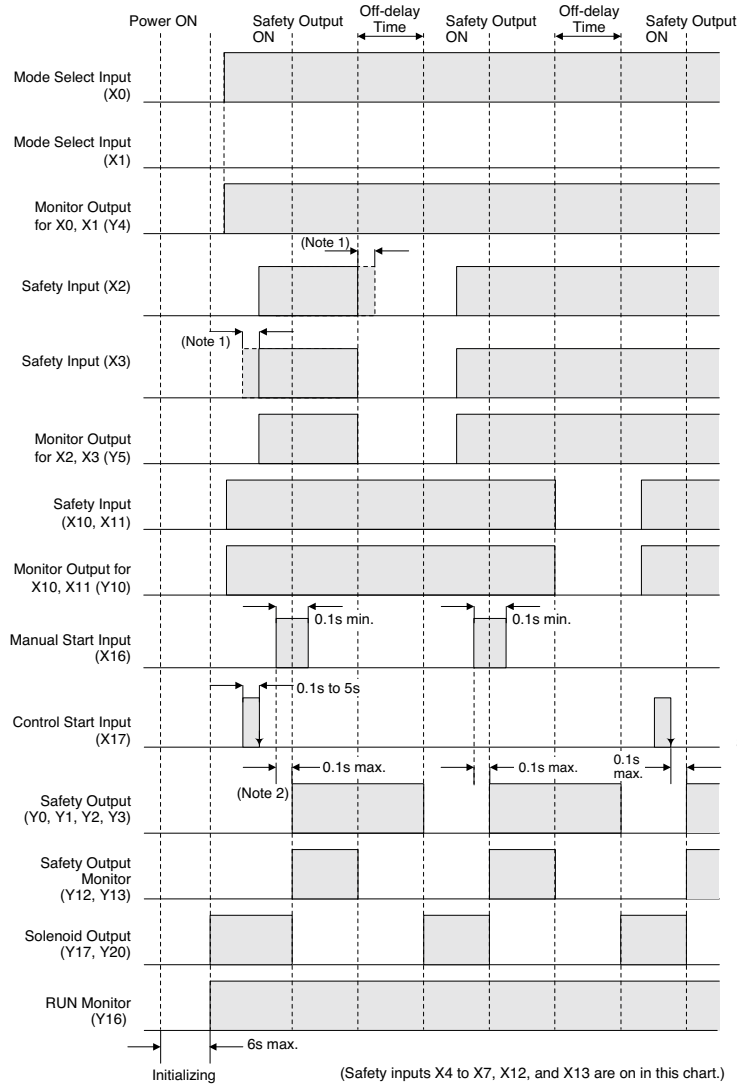 Power ON
Safety Output
ON
Off-delay
Time
Safety Output
ON
Off-delay
Time
Safety Output
ON
Mode Select Input
(X0)
Mode Select Input
(X1)
Monitor Output
for X0, X1 (Y4)
(Note 1)
Safety Input (X2)
(Note 1)
Safety Input (X3)
Monitor Output
for X2, X3 (Y5)
Safety Input
(X10, X11)
Monitor Output for
X10, X11 (Y10)
0.1s min.
0.1s min.
Manual Start Input
(X16)
0.1s to 5s
Control Start Input
(X17)
0.1s max.
0.1s max.
0.1s
max.
(Note 2)
Safety Output
(Y0, Y1, Y2, Y3)
Safety Output
Monitor
(Y12, Y13)
Solenoid Output
(Y17, Y20)
RUN Monitor
(Y16)
6s max.
Initializing
(Safety inputs X4 to X7, X12, and X13 are on in this chart.)